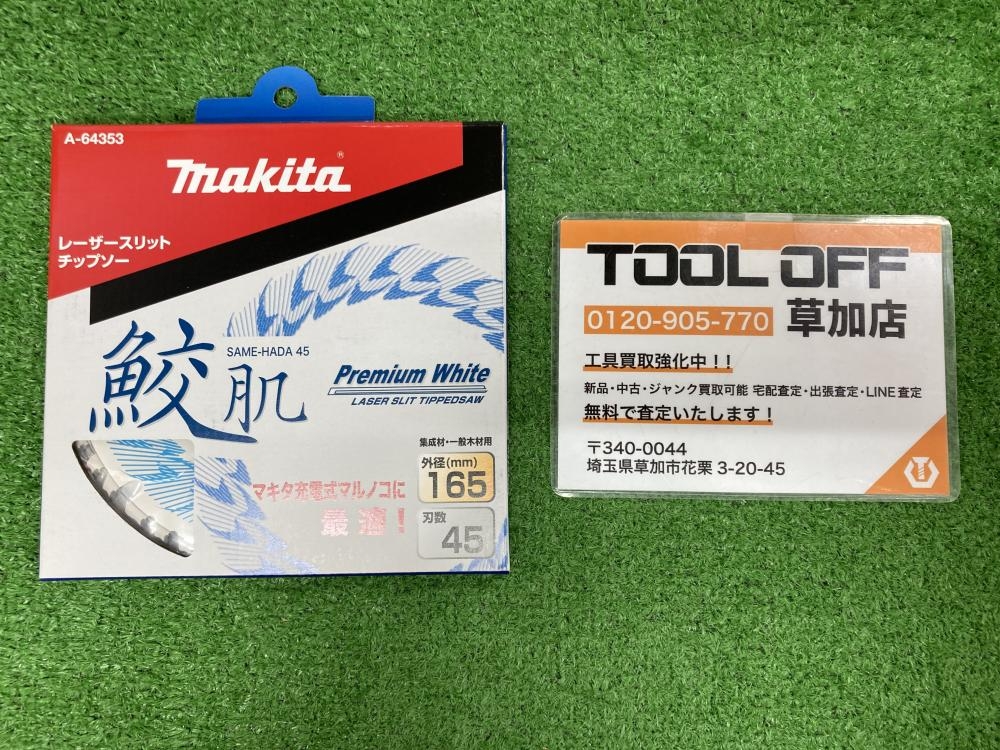 A-64353
makita®
レーザースリット
チップソー
鮫肌
SAME-HADA 45
Premium White
LASER SLIT TIPPEDSAW
集成材・一般木材用
外径(mm)
165
マキタ充電式マルノコに
最適!
刃数
45
TOOL OFF
0120-905-770 草加店
工具買取強化中!!
新品・中古・ジャンク買取可能 宅配査定・出張査定・LINE査定
無料で査定いたします!
〒340-0044
埼玉県草加市花栗3-20-45